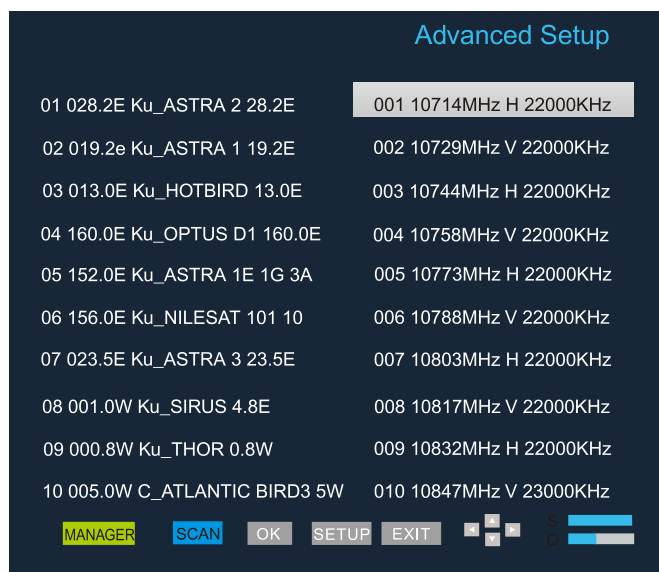 Advanced Setup
01 028.2E Ku_ASTRA 2 28.2E 001 10714MHz H 22000KHz
02 019.2e Ku_ASTRA 1 19.2E 002 10729MHz V 22000KHz
03 013.0E Ku_HOTBIRD 13.0E 003 10744MHz H 22000KHz
04 160.0E Ku_OPTUS D1 160.0E 004 10758MHz V 22000KHz
05 152.0E Ku_ASTRA 1E 1G 3A 005 10773MHz H 22000KHz
06 156.0E Ku_NILESAT 101 10 006 10788MHz V 22000KHz
07 023.5E Ku_ASTRA 3 23.5E 007 10803MHz H 22000KHz
08 001.0W Ku_SIRUS 4.8E 008 10817MHz V 22000KHz
09 000.8W Ku_THOR 0.8W 009 10832MHz H 22000KHz
10 005.0W C_ATLANTIC BIRD3 5W 010 10847MHz V 23000KHz
MANAGER SCAN OK SETUP EXIT S
Q